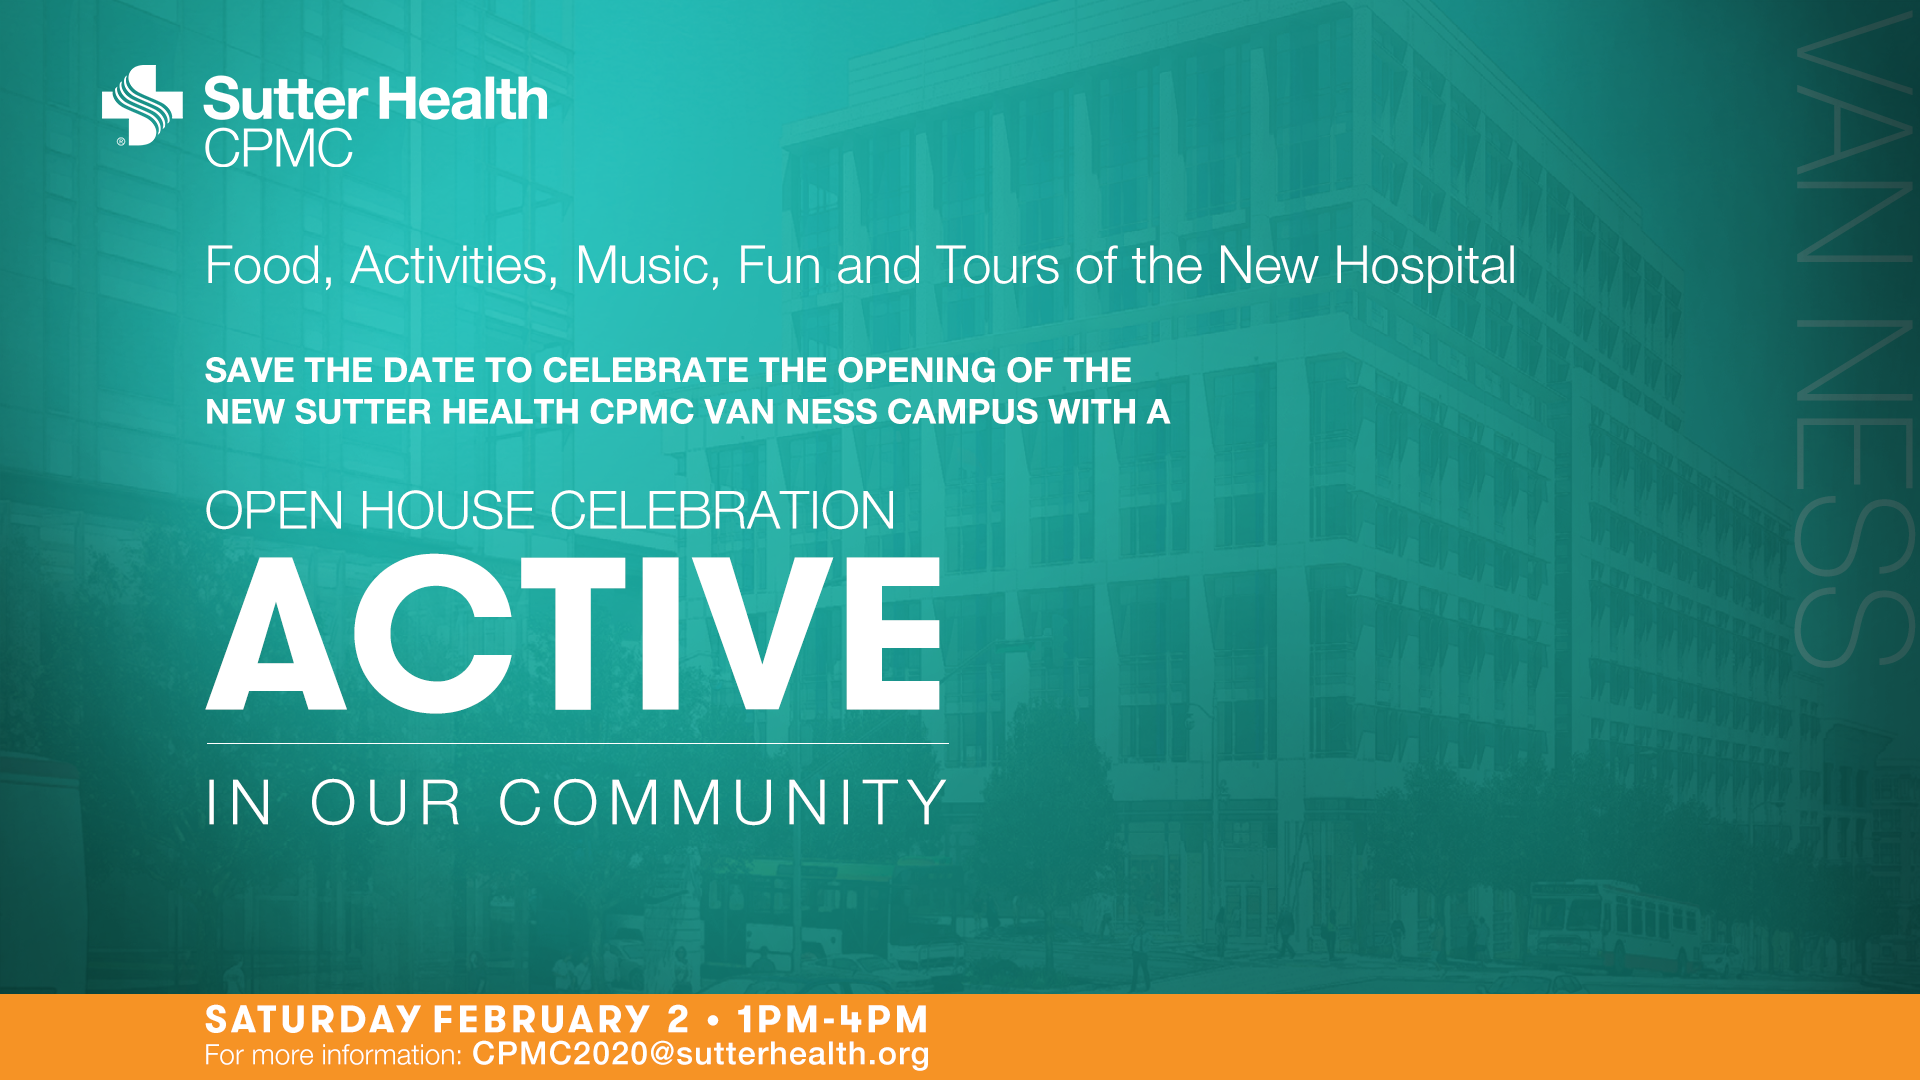 Sutter Health
CPMC
®
Food, Activities, Music, Fun and Tours of the New Hospital
SAVE THE DATE TO CELEBRATE THE OPENING OF THE
NEW SUTTER HEALTH CPMC VAN NESS CAMPUS WITH A
OPEN HOUSE CELEBRATION
ACTIVE
IN OUR COMMUNITY
VAN NESS
SATURDAY FEBRUARY 2 • 1PM-4PM
For more information: CPMC2020@sutterhealth.org